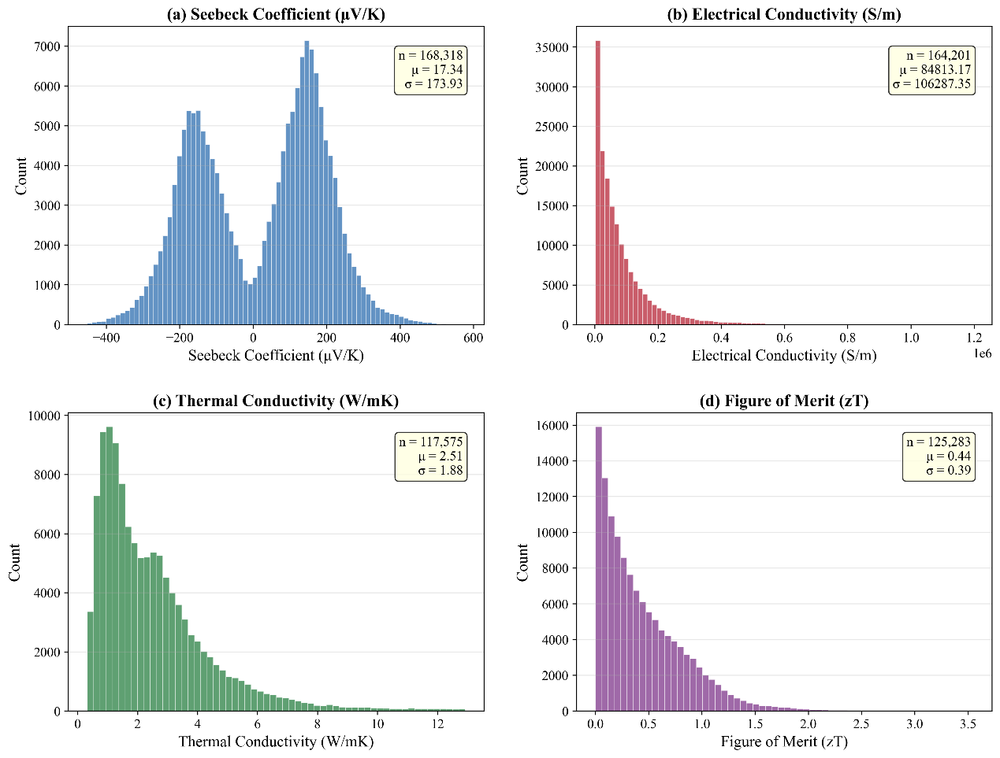 (a) Seebeck Coefficient (μV/K)
7000
6000
5000
4000
3000
2000
1000
0
Count
n = 168,318
μ = 17.34
σ = 173.93
−400
−200
0
200
400
600
Seebeck Coefficient (μV/K)
(b) Electrical Conductivity (S/m)
35000
30000
25000
20000
15000
10000
5000
0
Count
n = 164,201
μ = 84813.17
σ = 106287.35
0.0
0.2
0.4
0.6
0.8
1.0
1.2
1e6
Electrical Conductivity (S/m)
(c) Thermal Conductivity (W/mK)
10000
8000
6000
4000
2000
0
Count
n = 117,575
μ = 2.51
σ = 1.88
0
2
4
6
8
10
12
Thermal Conductivity (W/mK)
(d) Figure of Merit (zT)
16000
14000
12000
10000
8000
6000
4000
2000
0
Count
n = 125,283
μ = 0.44
σ = 0.39
0.0
0.5
1.0
1.5
2.0
2.5
3.0
3.5
Figure of Merit (zT)